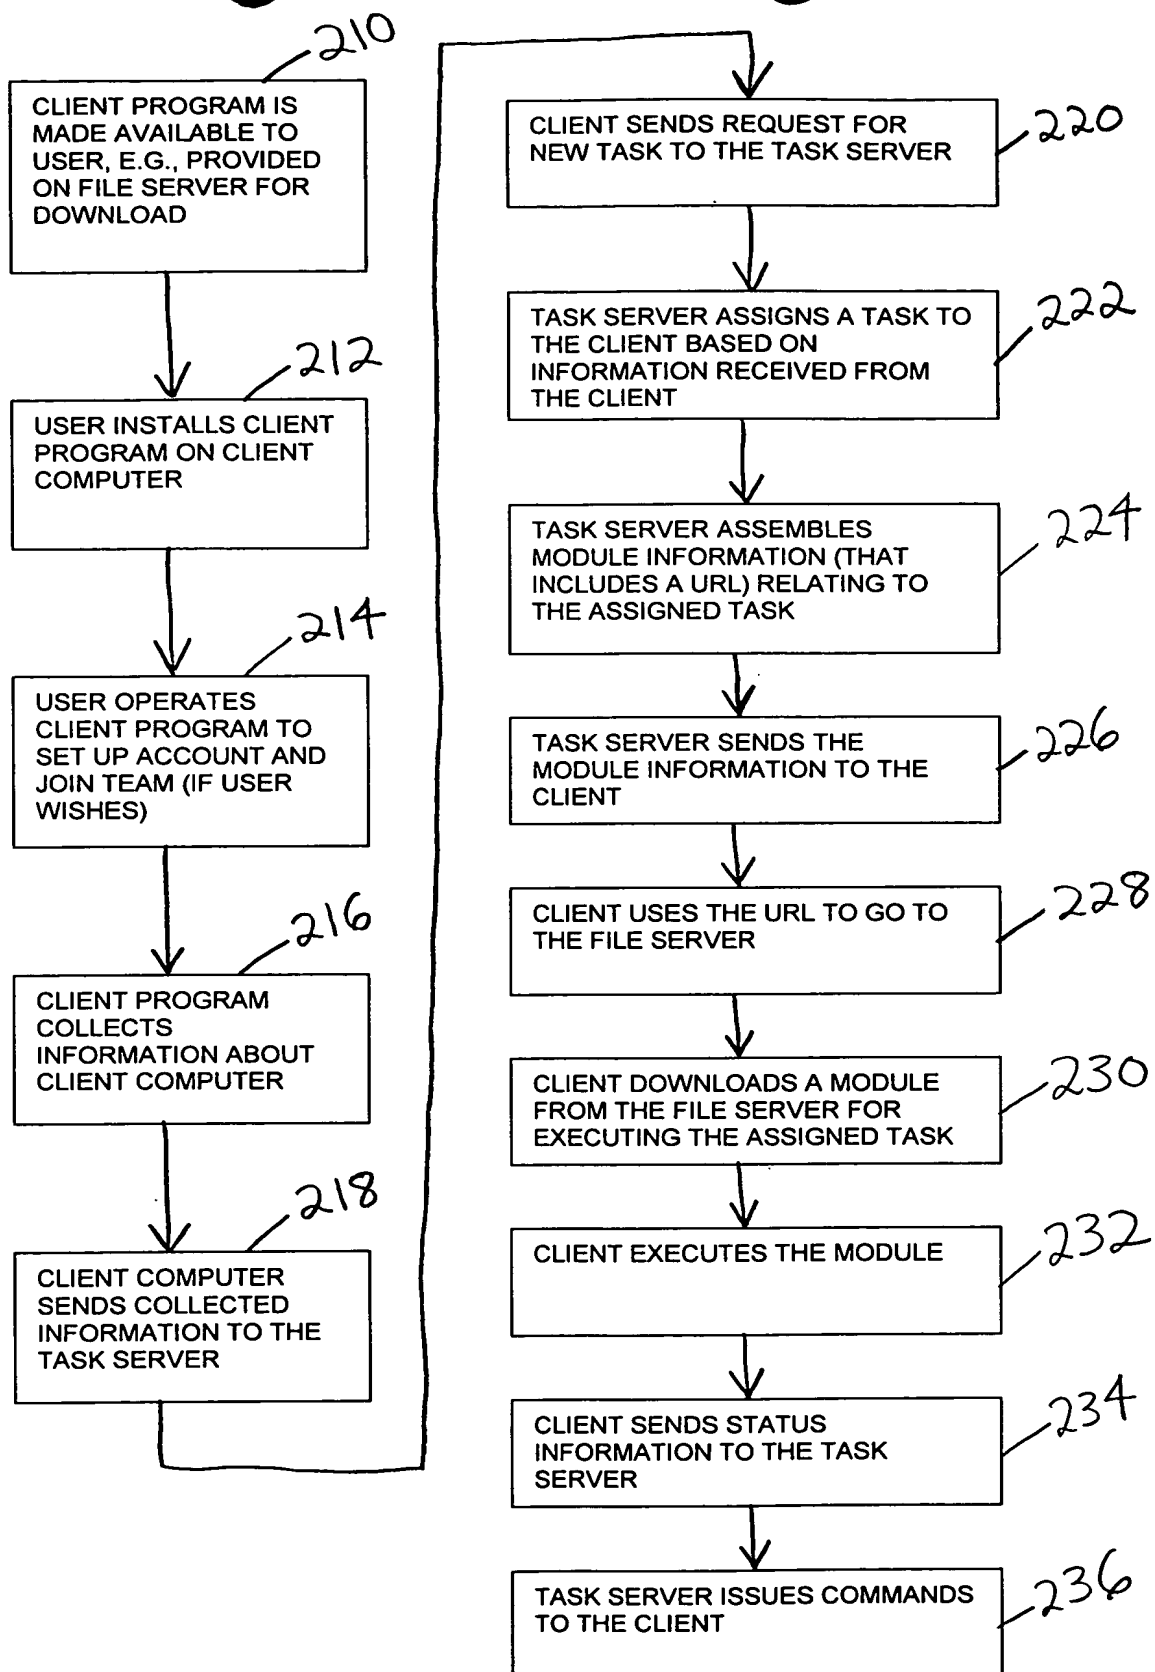 210
CLIENT PROGRAM IS
MADE AVAILABLE TO
USER, E.G., PROVIDED
ON FILE SERVER FOR
DOWNLOAD
212
USER INSTALLS CLIENT
PROGRAM ON CLIENT
COMPUTER
214
USER OPERATES
CLIENT PROGRAM TO
SET UP ACCOUNT AND
JOIN TEAM (IF USER
WISHES)
216
CLIENT PROGRAM
COLLECTS
INFORMATION ABOUT
CLIENT COMPUTER
218
CLIENT COMPUTER
SENDS COLLECTED
INFORMATION TO THE
TASK SERVER
220
CLIENT SENDS REQUEST FOR
NEW TASK TO THE TASK SERVER
222
TASK SERVER ASSIGNS A TASK TO
THE CLIENT BASED ON
INFORMATION RECEIVED FROM
THE CLIENT
224
TASK SERVER ASSEMBLES
MODULE INFORMATION (THAT
INCLUDES A URL) RELATING TO
THE ASSIGNED TASK
226
TASK SERVER SENDS THE
MODULE INFORMATION TO THE
CLIENT
228
CLIENT USES THE URL TO GO TO
THE FILE SERVER
230
CLIENT DOWNLOADS A MODULE
FROM THE FILE SERVER FOR
EXECUTING THE ASSIGNED TASK
232
CLIENT EXECUTES THE MODULE
234
CLIENT SENDS STATUS
INFORMATION TO THE TASK
SERVER
236
TASK SERVER ISSUES COMMANDS
TO THE CLIENT